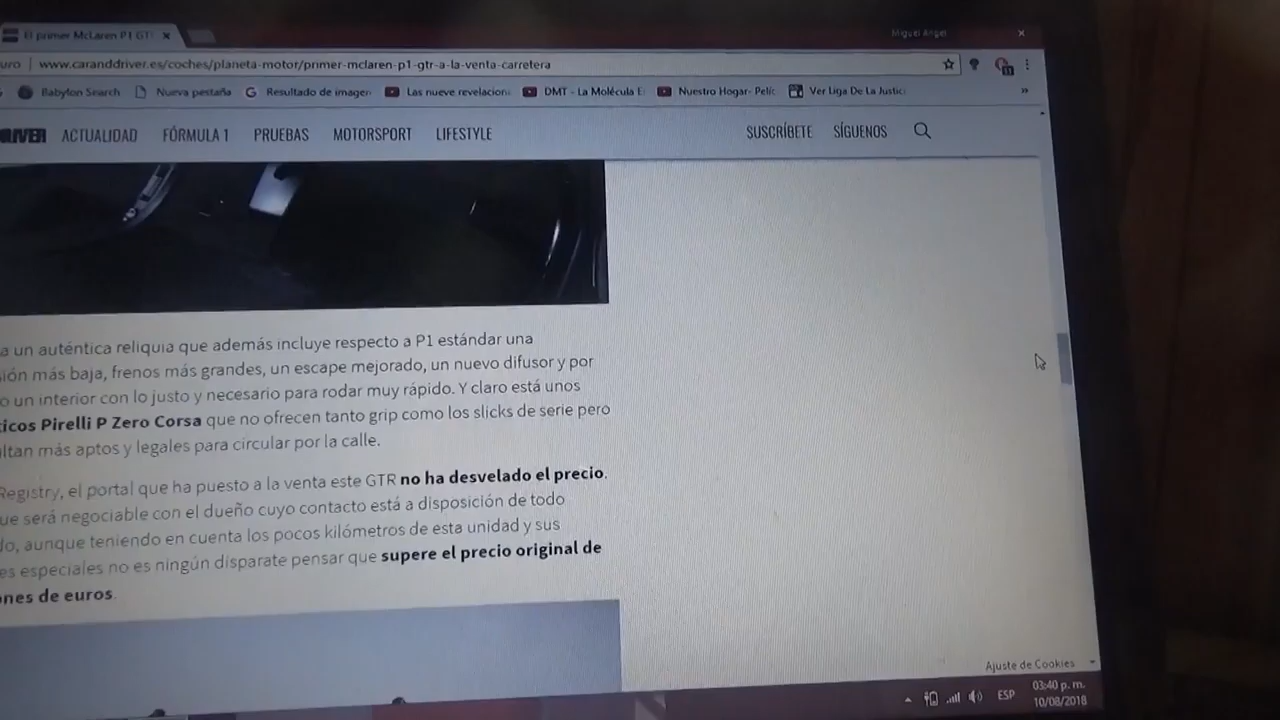 El primer McLaren P1 GT
Miguel Angel
uro | www.caranddriver.es/coches/planeta-motor/primer-mclaren-p1-gtr-a-la-venta-carretera
Babylon Search Nueva pestaña Resultado de imagen Las nueve revelacion DMT - La Molécula E Nuestro Hogar- Pelíc Ver Liga De La Justic »
RIVER ACTUALIDAD FÓRMULA 1 PRUEBAS MOTORSPORT LIFESTYLE SUSCRÍBETE SÍGUENOS
a un auténtica reliquia que además incluye respecto a P1 estándar una
sión más baja, frenos más grandes, un escape mejorado, un nuevo difusor y por
o un interior con lo justo y necesario para rodar muy rápido. Y claro está unos
ticos Pirelli P Zero Corsa que no ofrecen tanto grip como los slicks de serie pero
ultan más aptos y legales para circular por la calle.
Registry, el portal que ha puesto a la venta este GTR no ha desvelado el precio.
ue será negociable con el dueño cuyo contacto está a disposición de todo
do, aunque teniendo en cuenta los pocos kilómetros de esta unidad y sus
es especiales no es ningún disparate pensar que supere el precio original de
ones de euros.
Ajuste de Cookies
ESP 03:40 p. m.
10/08/2018